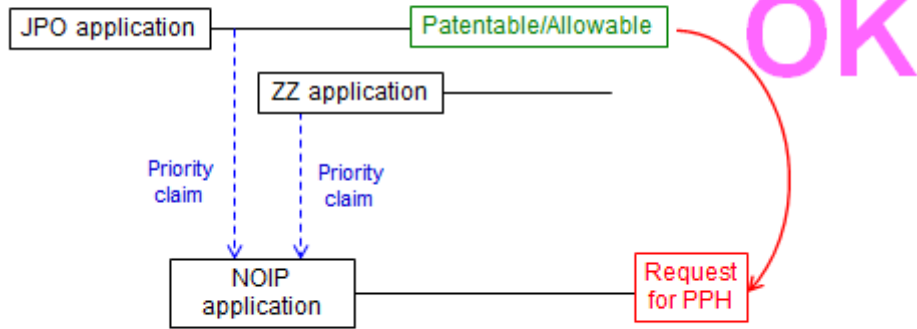 JPO application
Patentable/Allowable
OK
ZZ application
Priority
claim
Priority
claim
NOIP
application
Request
for PPH